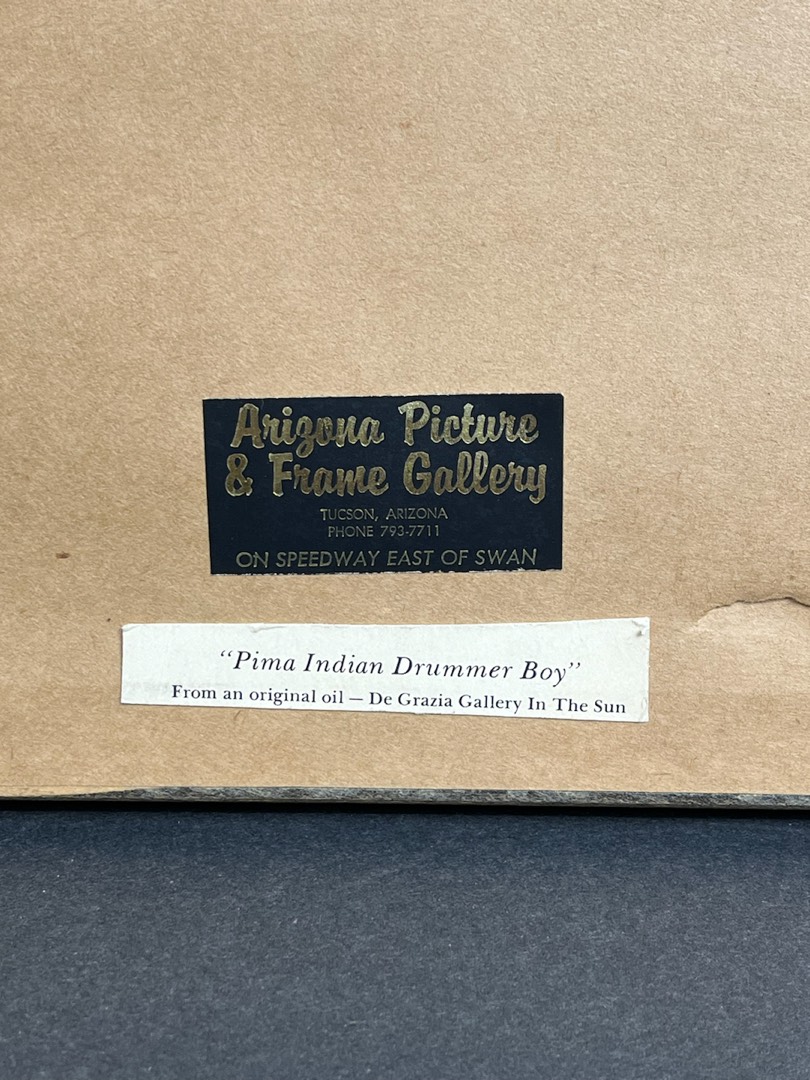 Arizona Picture
& Frame Gallery
TUCSON, ARIZONA
PHONE 793-7711
ON SPEEDWAY EAST OF SWAN
“Pima Indian Drummer Boy”
From an original oil — De Grazia Gallery In The Sun